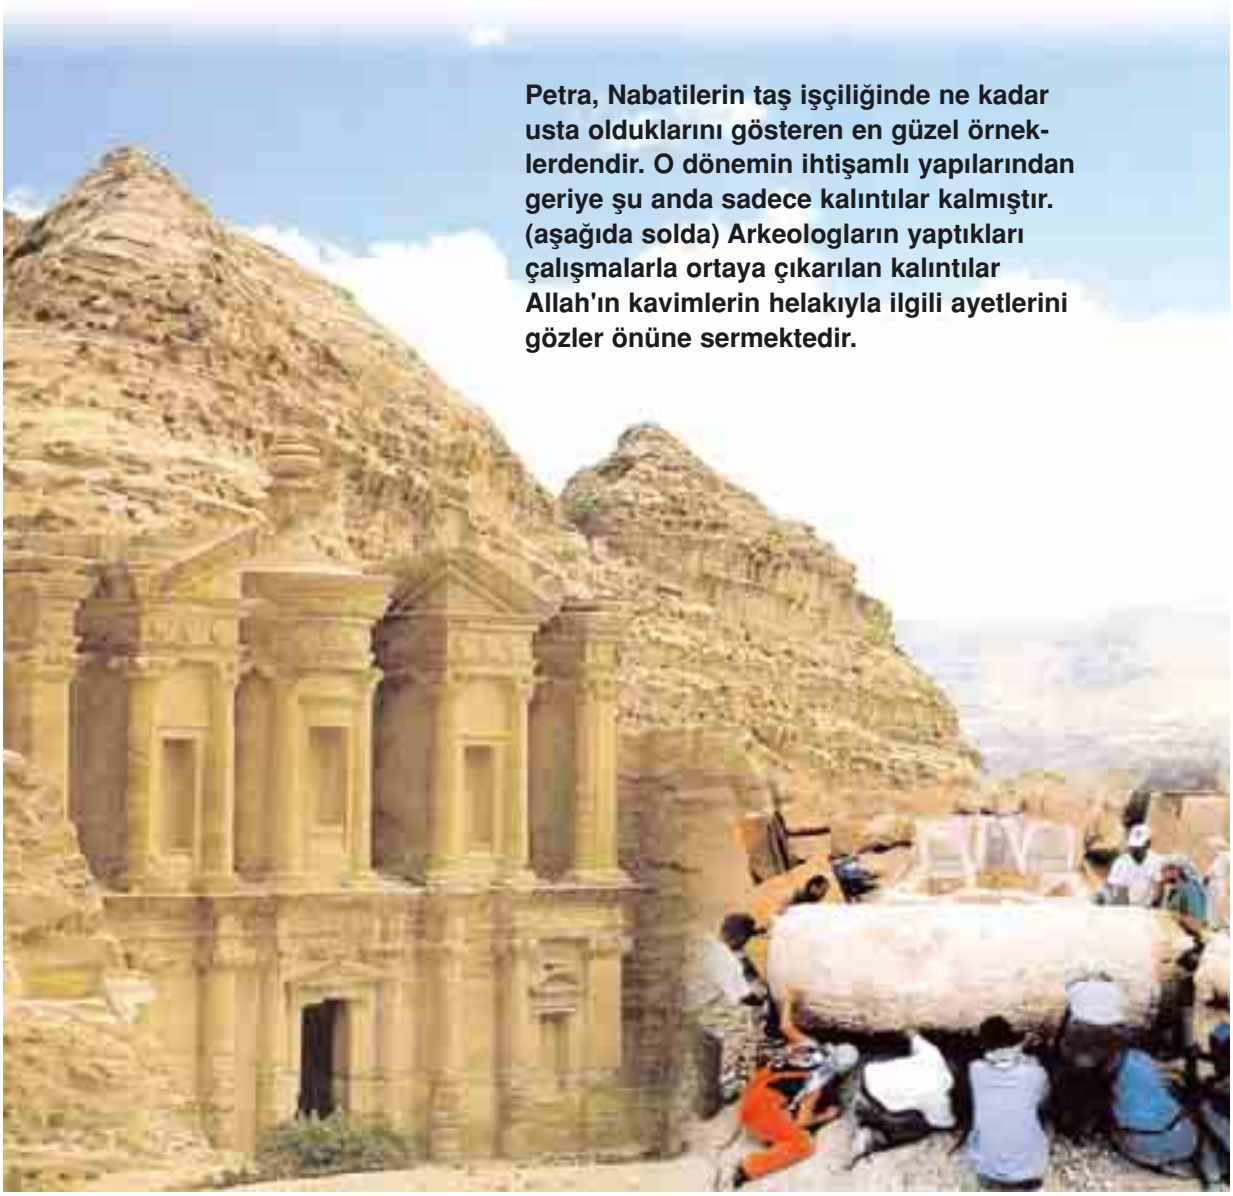 Petra, Nabatilerin taş işçiliğinde ne kadar
usta olduklarını gösteren en güzel örnek-
lerdendir. O dönemin ihtişamlı yapılarından
geriye şu anda sadece kalıntılar kalmıştır.
(aşağıda solda) Arkeologların yaptıkları
çalışmalarla ortaya çıkarılan kalıntılar
Allah'ın kavimlerin helakıyla ilgili ayetlerini
gözler önüne sermektedir.